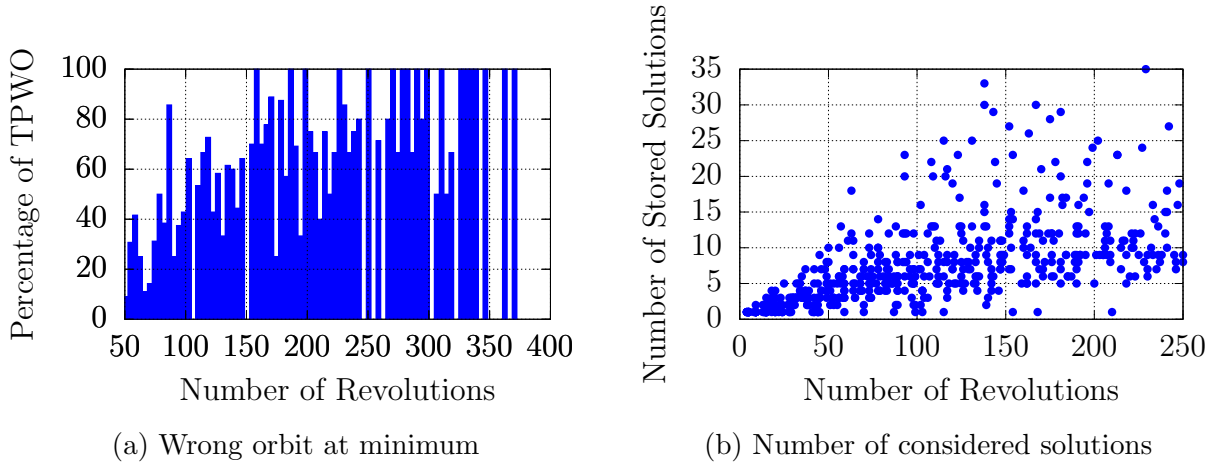 Percentage of TPWO
100
80
60
40
20
0
50 100 150 200 250 300 350 400
Number of Revolutions
(a) Wrong orbit at minimum
Number of Stored Solutions
35
30
25
20
15
10
5
0
0 50 100 150 200 250
Number of Revolutions
(b) Number of considered solutions